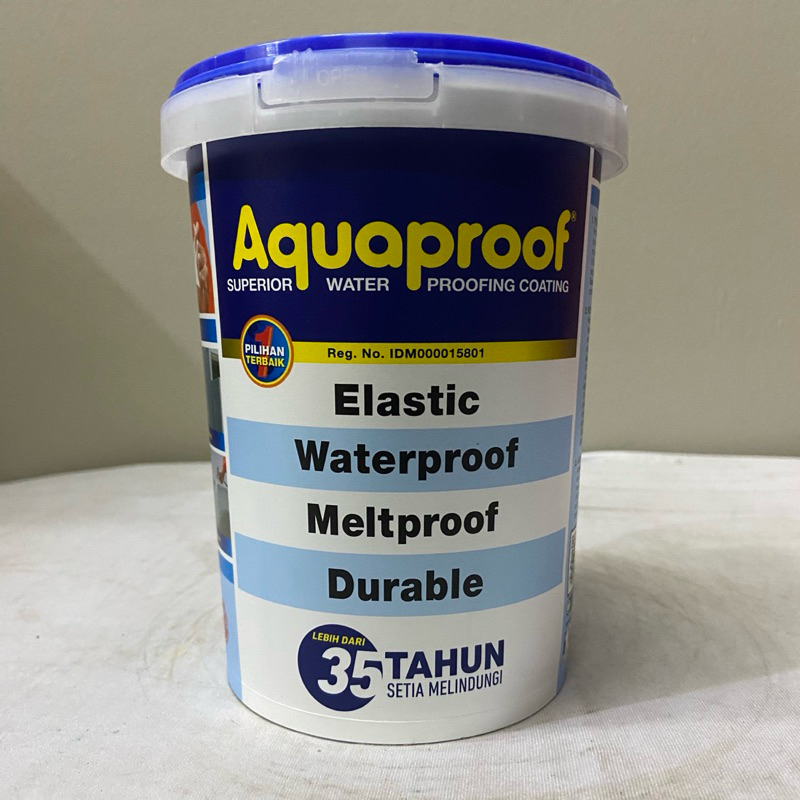 Aquaproof®
SUPERIOR WATER PROOFING COATING
1
PILIHAN
TERBAIK
Reg. No. IDM000015801
Elastic
Waterproof
Meltproof
Durable
LEBIH DARI
35 TAHUN
SETIA MELINDUNGI